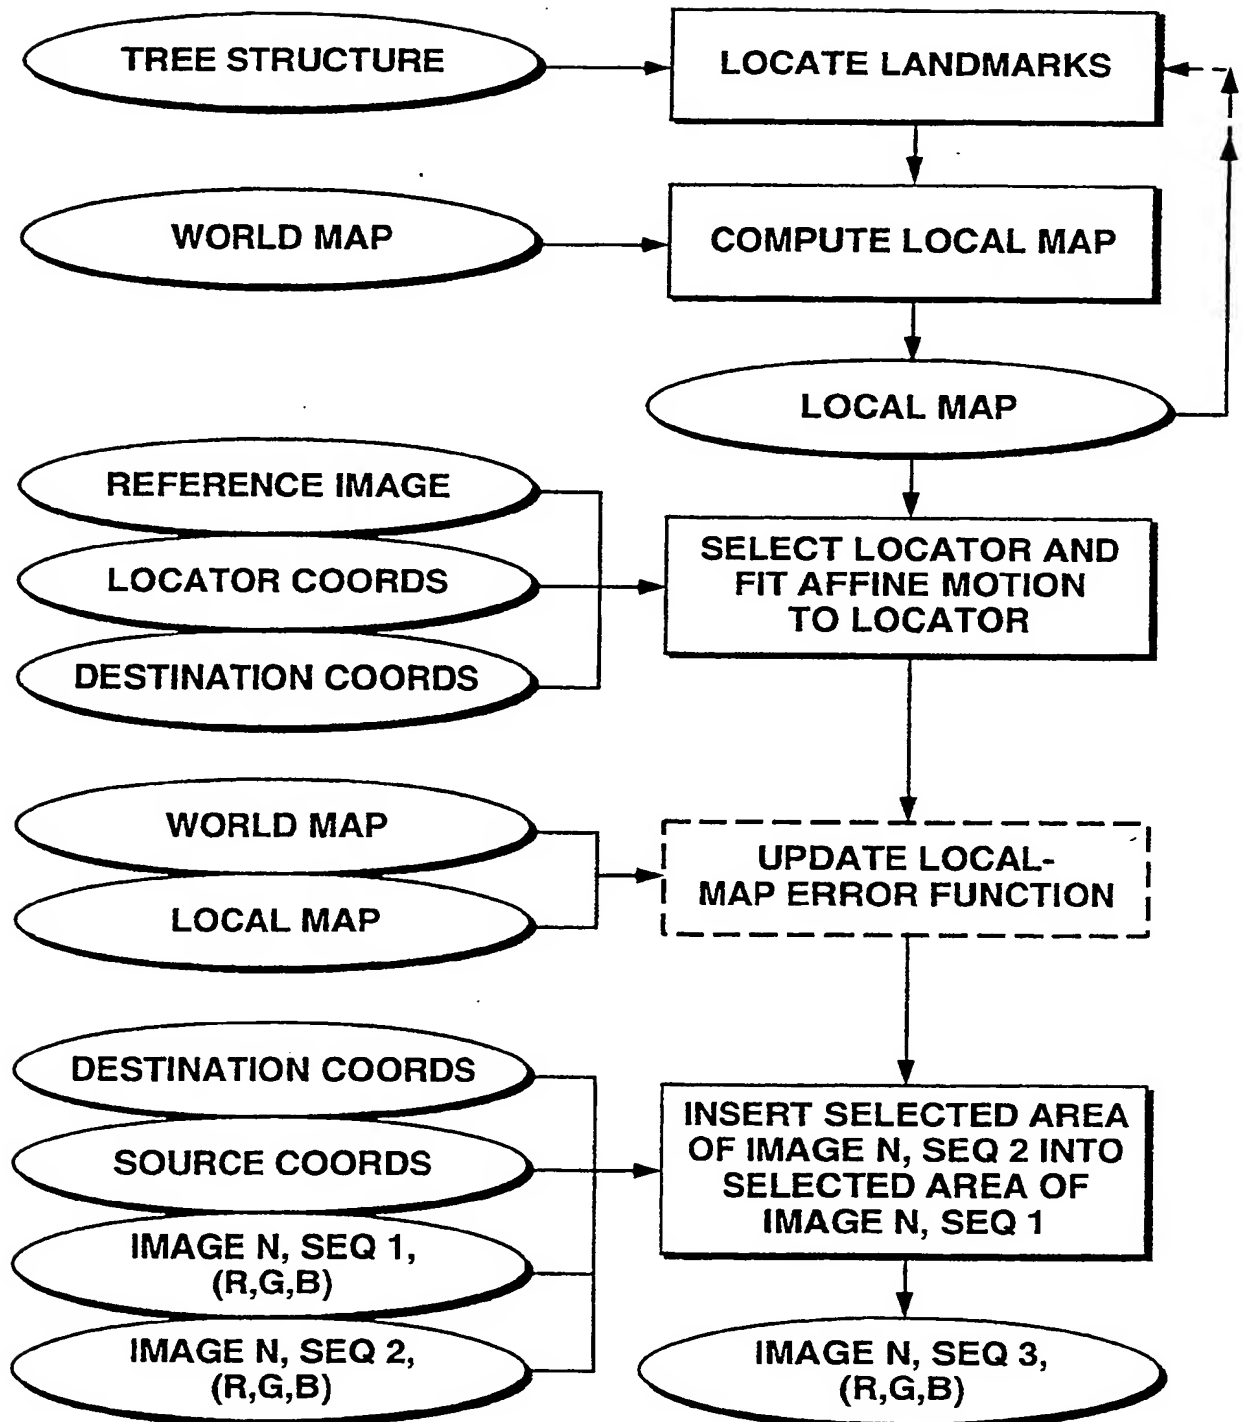 TREE STRUCTURE
LOCATE LANDMARKS
WORLD MAP
COMPUTE LOCAL MAP
LOCAL MAP
REFERENCE IMAGE
LOCATOR COORDS
DESTINATION COORDS
SELECT LOCATOR AND
FIT AFFINE MOTION
TO LOCATOR
WORLD MAP
LOCAL MAP
UPDATE LOCAL-
MAP ERROR FUNCTION
DESTINATION COORDS
SOURCE COORDS
IMAGE N, SEQ 1,
(R,G,B)
IMAGE N, SEQ 2,
(R,G,B)
INSERT SELECTED AREA
OF IMAGE N, SEQ 2 INTO
SELECTED AREA OF
IMAGE N, SEQ 1
IMAGE N, SEQ 3,
(R,G,B)